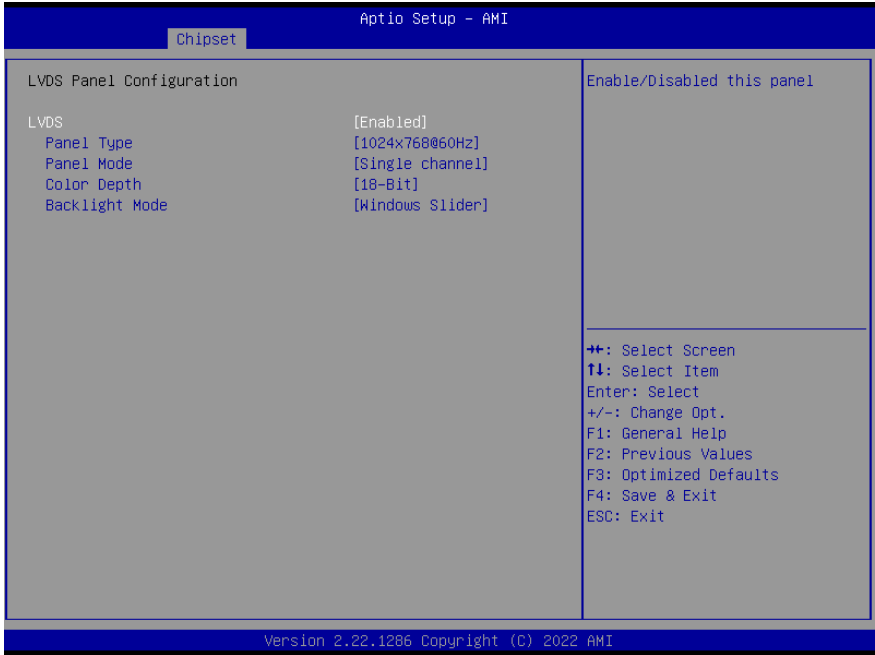 Aptio Setup – AMI
Chipset
LVDS Panel Configuration
LVDS [Enabled]
Panel Type [1024x768@60Hz]
Panel Mode [Single channel]
Color Depth [18-Bit]
Backlight Mode [Windows Slider]
Enable/Disabled this panel
→←: Select Screen
↑↓: Select Item
Enter: Select
+/-: Change Opt.
F1: General Help
F2: Previous Values
F3: Optimized Defaults
F4: Save & Exit
ESC: Exit
Version 2.22.1286 Copyright (C) 2022 AMI